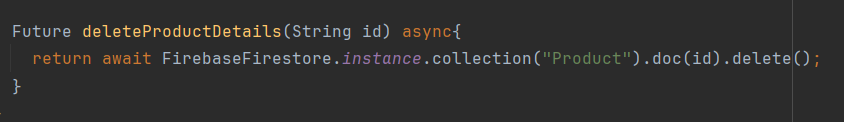 Future deleteProductDetails(String id) async{
return await FirebaseFirestore.instance.collection("Product").doc(id).delete();
}